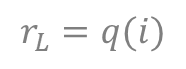 r_L = q(i)